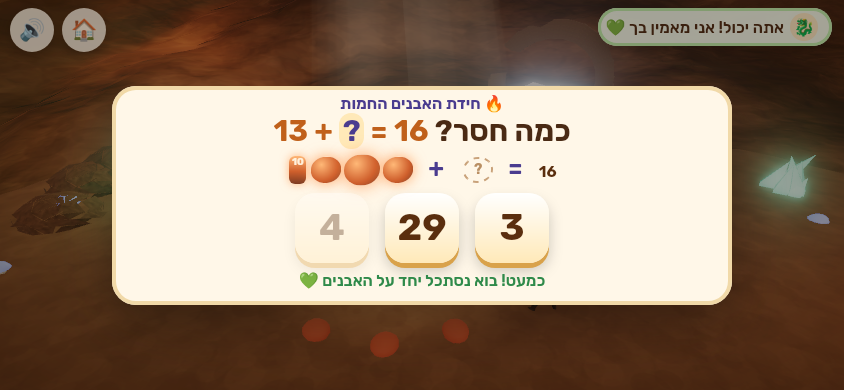 אתה יכול! אני מאמין בך 💚
🔥 חידת האבנים החמות
כמה חסר? 13 + ? = 16
10 + ? = 16
4 29 3
כמעט! בוא נסתכל יחד על האבנים 💚